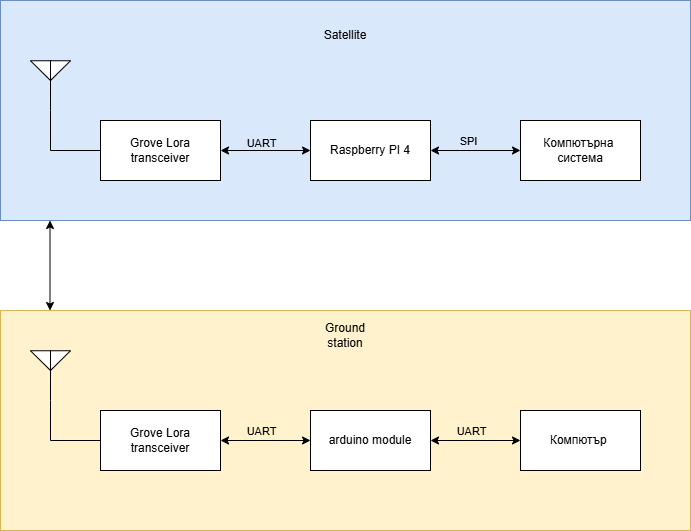 Satellite
Grove Lora
transceiver
UART
Raspberry PI 4
SPI
Компютърна
система
Ground
station
Grove Lora
transceiver
UART
arduino module
UART
Компютър